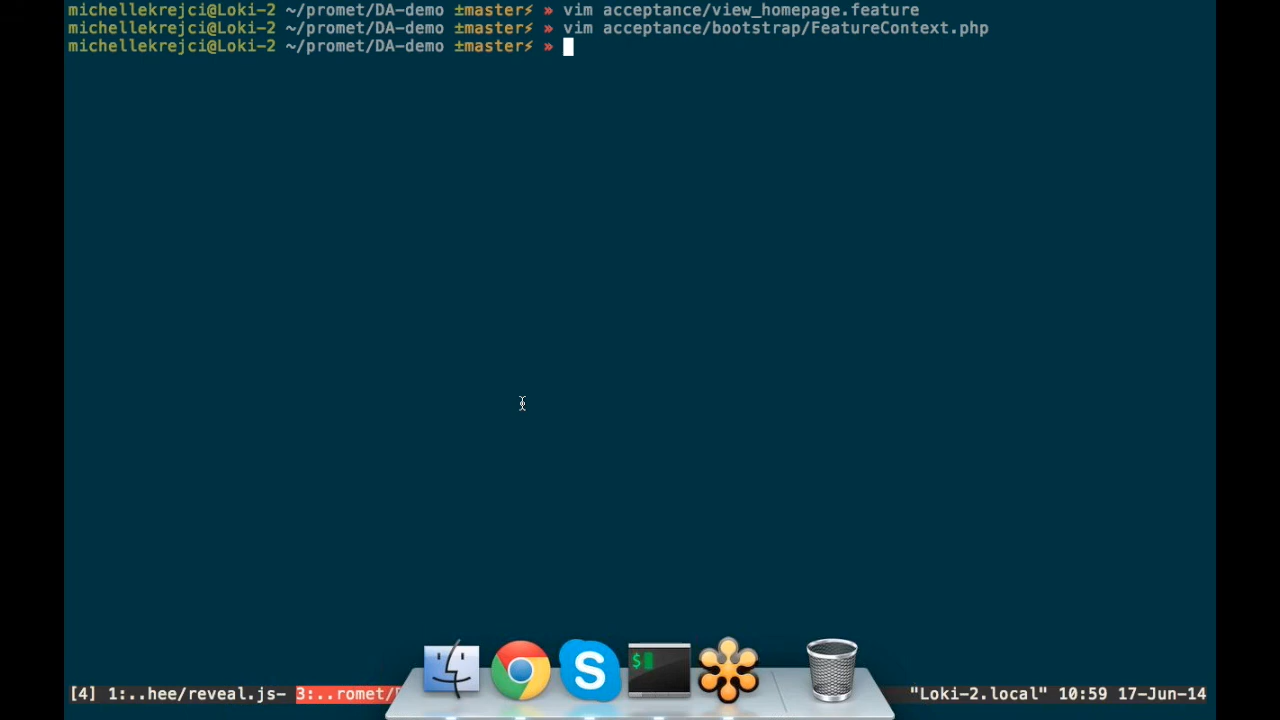 michellekrejci@Loki-2 ~/promet/DA-demo ±master⚡ » vim acceptance/view_homepage.feature
michellekrejci@Loki-2 ~/promet/DA-demo ±master⚡ » vim acceptance/bootstrap/FeatureContext.php
michellekrejci@Loki-2 ~/promet/DA-demo ±master⚡ »
$
S
[4] 1:..hee/reveal.js- 3:..romet/ "Loki-2.local" 10:59 17-Jun-14